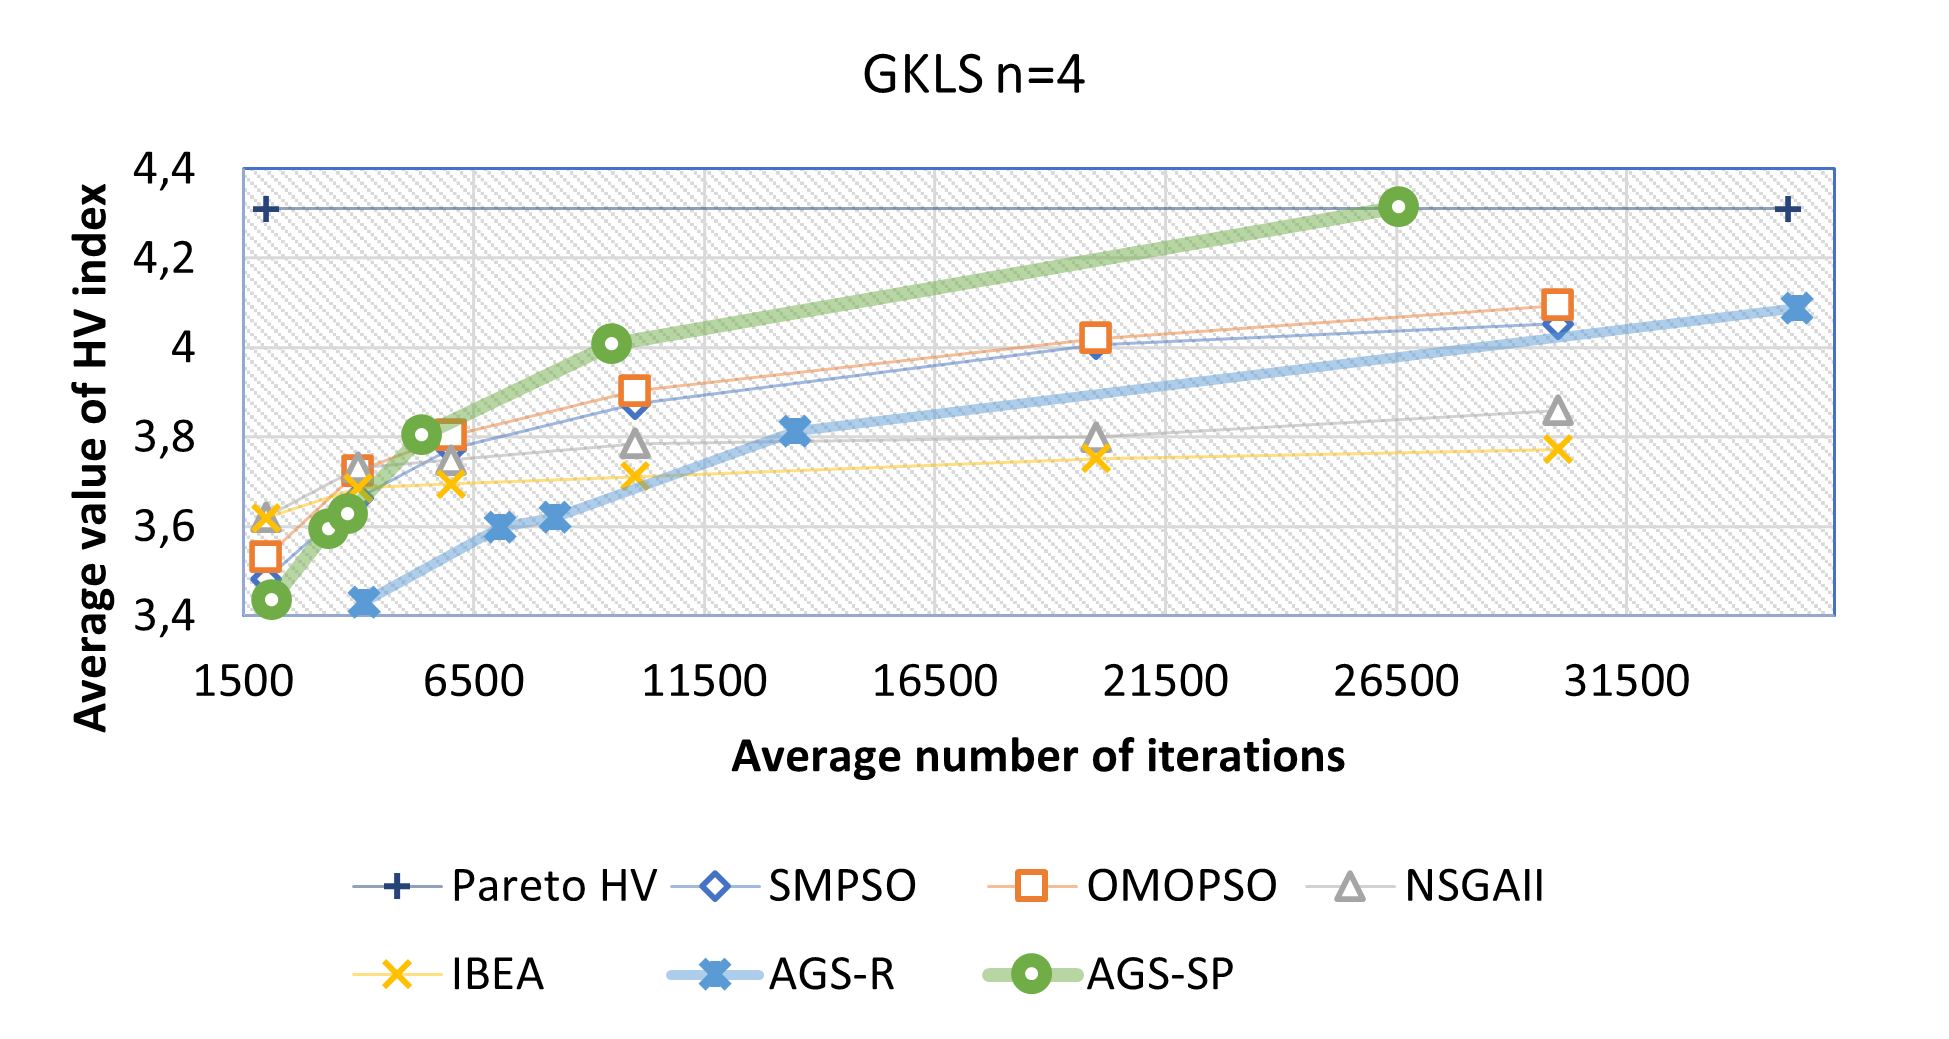 GKLS n=4
Average value of HV index
4,4
4,2
4
3,8
3,6
3,4
1500 6500 11500 16500 21500 26500 31500
Average number of iterations
Pareto HV SMPSO OMOPSO NSGAII
IBEA AGS-R AGS-SP